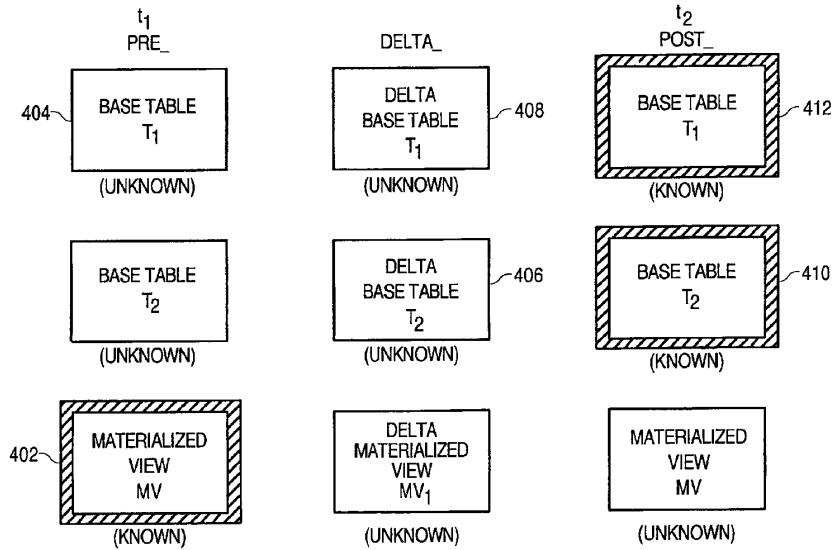 t1
PRE_
DELTA_
t2
POST_
404
BASE TABLE
T1
(UNKNOWN)
DELTA
BASE TABLE
T1
408
(UNKNOWN)
BASE TABLE
T1
412
(KNOWN)
BASE TABLE
T2
(UNKNOWN)
DELTA
BASE TABLE
T2
406
(UNKNOWN)
BASE TABLE
T2
410
(KNOWN)
402
MATERIALIZED
VIEW
MV
(KNOWN)
DELTA
MATERIALIZED
VIEW
MV1
(UNKNOWN)
MATERIALIZED
VIEW
MV
(UNKNOWN)